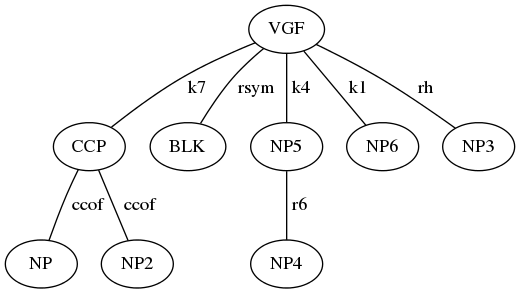 VGF
k7 rsym k4 k1 rh
CCP BLK NP5 NP6 NP3
ccof ccof r6
NP NP2 NP4